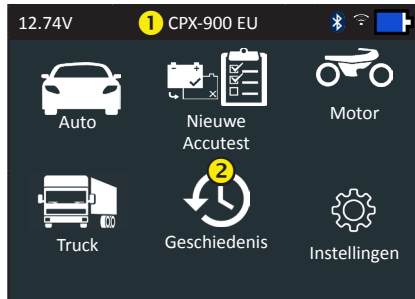 12.74V 1 CPX-900 EU
Auto
Nieuwe
Accutest
Motor
2
Truck
Geschiedenis
Instellingen